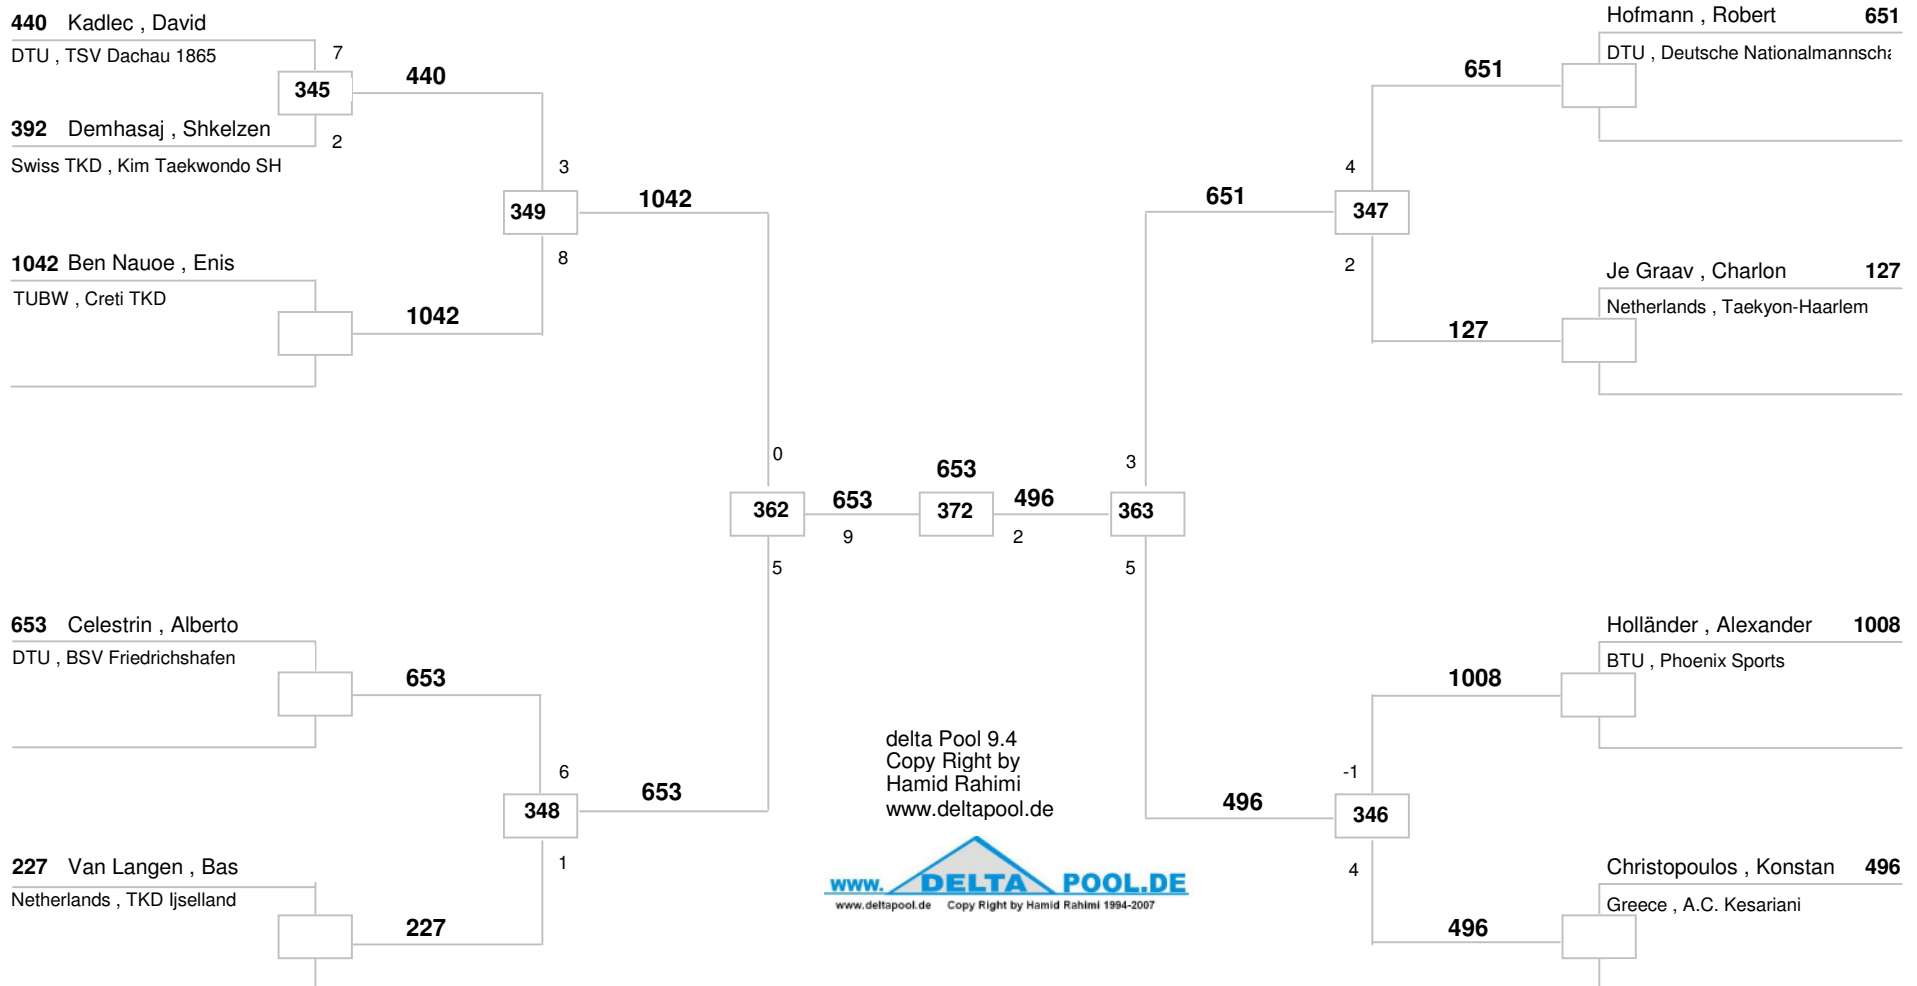 440 Kadlec , David
DTU , TSV Dachau 1865
7
345
440
392 Demhasaj , Shkelzen
2
Swiss TKD , Kim Taekwondo SH
3
349
1042
8
1042 Ben Nauoe , Enis
TUBW , Creti TKD
1042
0
362
653
9
5
653
372
496
2
653 Celestrin , Alberto
DTU , BSV Friedrichshafen
653
6
348
653
1
227 Van Langen , Bas
Netherlands , TKD Ijselland
227
Hofmann , Robert 651
DTU , Deutsche Nationalmannscha
651
4
651
347
2
Je Graav , Charlon 127
Netherlands , Taekyon-Haarlem
127
3
363
5
Holländer , Alexander 1008
BTU , Phoenix Sports
1008
-1
496
346
4
Christopoulos , Konstan 496
Greece , A.C. Kesariani
496
delta Pool 9.4
Copy Right by
Hamid Rahimi
www.deltapool.de
www. DELTA POOL.DE
www.deltapool.de Copy Right by Hamid Rahimi 1994-2007